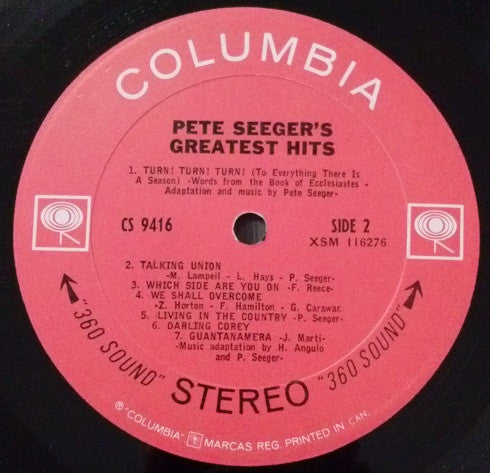 COLUMBIA
PETE SEEGER'S
GREATEST HITS
1. TURN! TURN! TURN! (To Everything There Is
A Season) -Words from the Book of Ecclesiastes -
Adaptation and music by Pete Seeger-
CS 9416
SIDE 2
XSM 116276
2. TALKING UNION
-M. Lampell - L. Hays - P. Seeger-
3. WHICH SIDE ARE YOU ON -F. Reece-
4. WE SHALL OVERCOME
-Z. Horton - F. Hamilton - G. Carawar.
5. LIVING IN THE COUNTRY -P. Seeger-
6. DARLING COREY
7. GUANTANAMERA -J. Marti-
-Music adaptation by H. Angulo
and P. Seeger-
"360 SOUND" STEREO "360 SOUND"
℗ "COLUMBIA" MARCAS REG. PRINTED IN CAN.